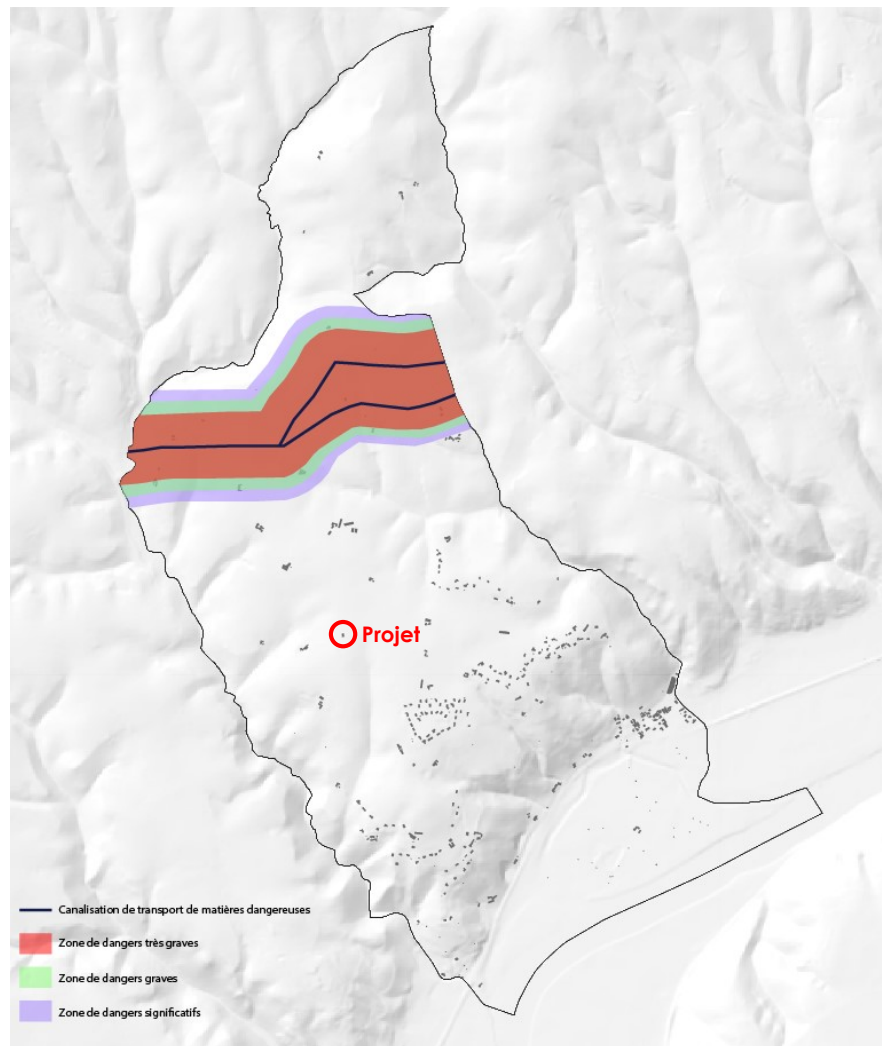 Projet
Canalisation de transport de matières dangereuses
Zone de dangers très graves
Zone de dangers graves
Zone de dangers significatifs